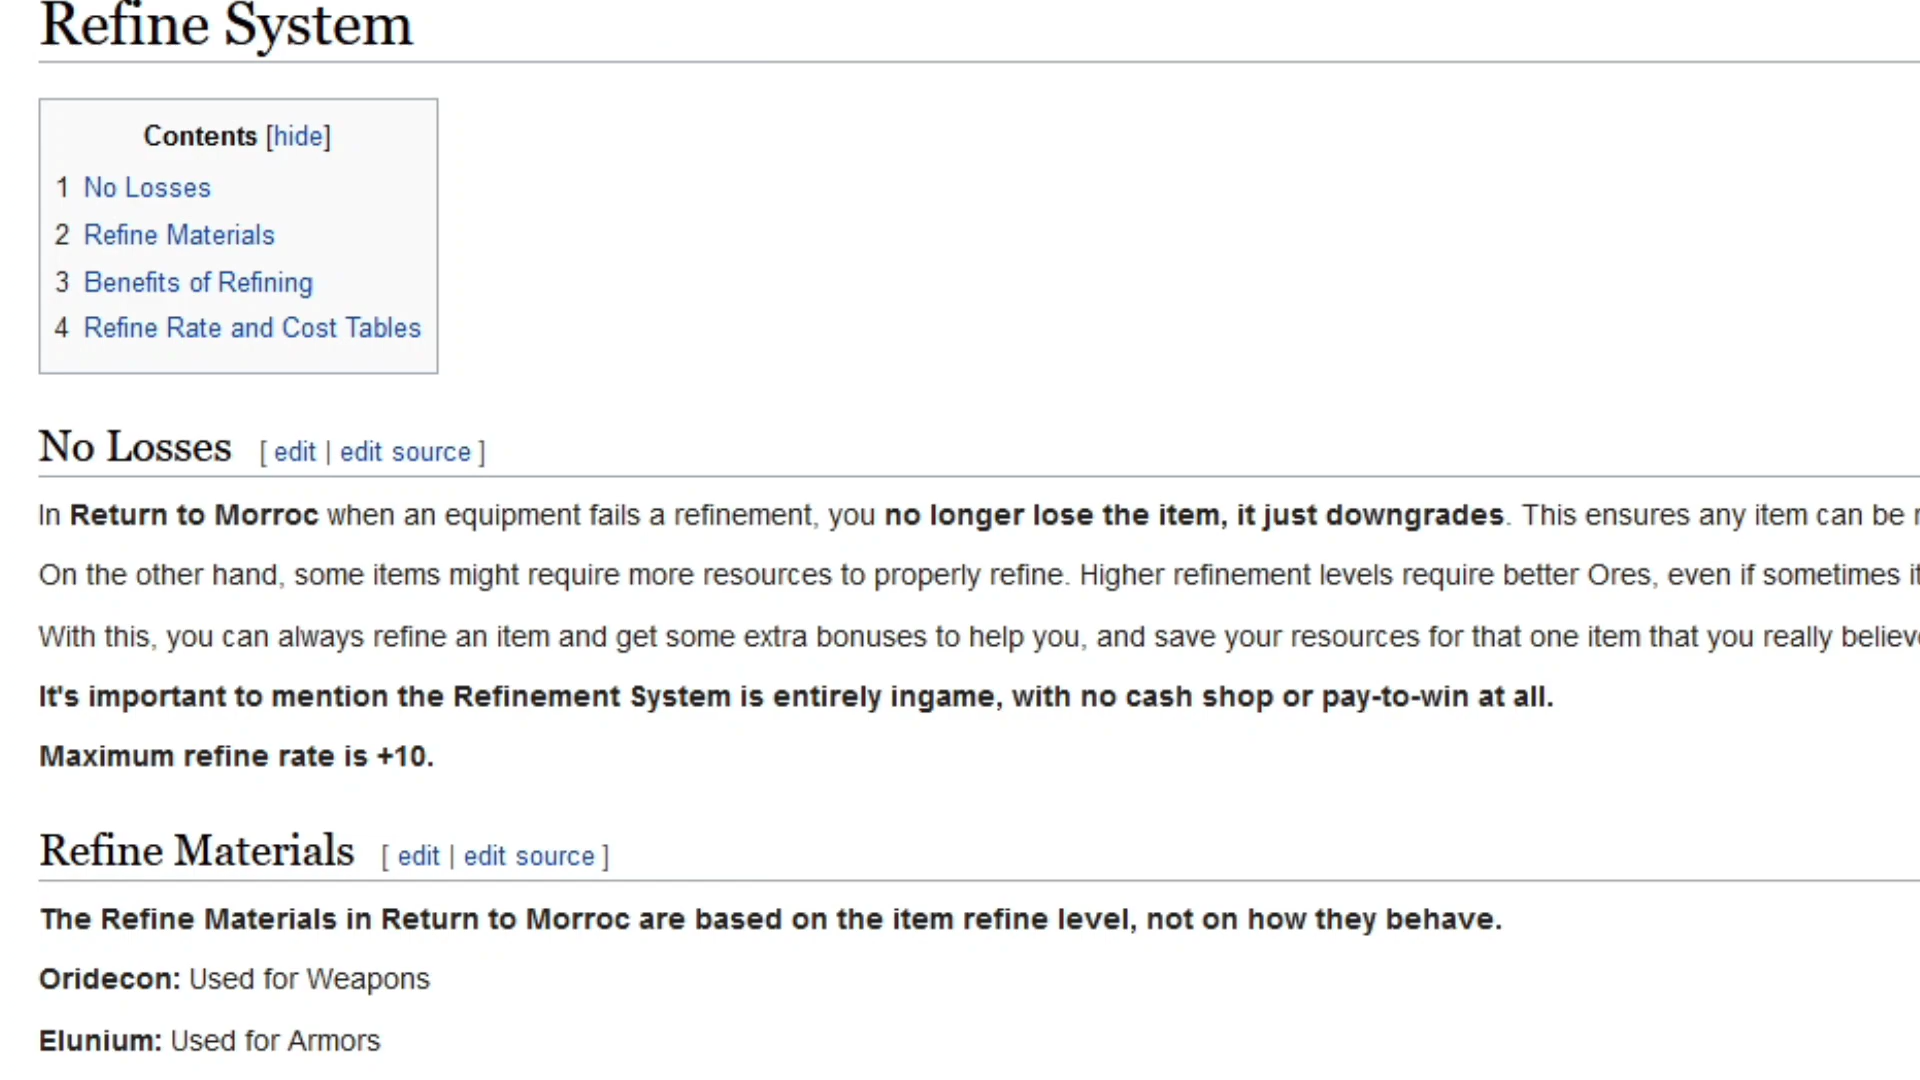 Refine System
Contents [hide]
1 No Losses
2 Refine Materials
3 Benefits of Refining
4 Refine Rate and Cost Tables
No Losses [ edit | edit source ]
In Return to Morroc when an equipment fails a refinement, you no longer lose the item, it just downgrades. This ensures any item can be
On the other hand, some items might require more resources to properly refine. Higher refinement levels require better Ores, even if sometimes
With this, you can always refine an item and get some extra bonuses to help you, and save your resources for that one item that you really
It's important to mention the Refinement System is entirely ingame, with no cash shop or pay-to-win at all.
Maximum refine rate is +10.
Refine Materials [ edit | edit source ]
The Refine Materials in Return to Morroc are based on the item refine level, not on how they behave.
Oridecon: Used for Weapons
Elunium: Used for Armors